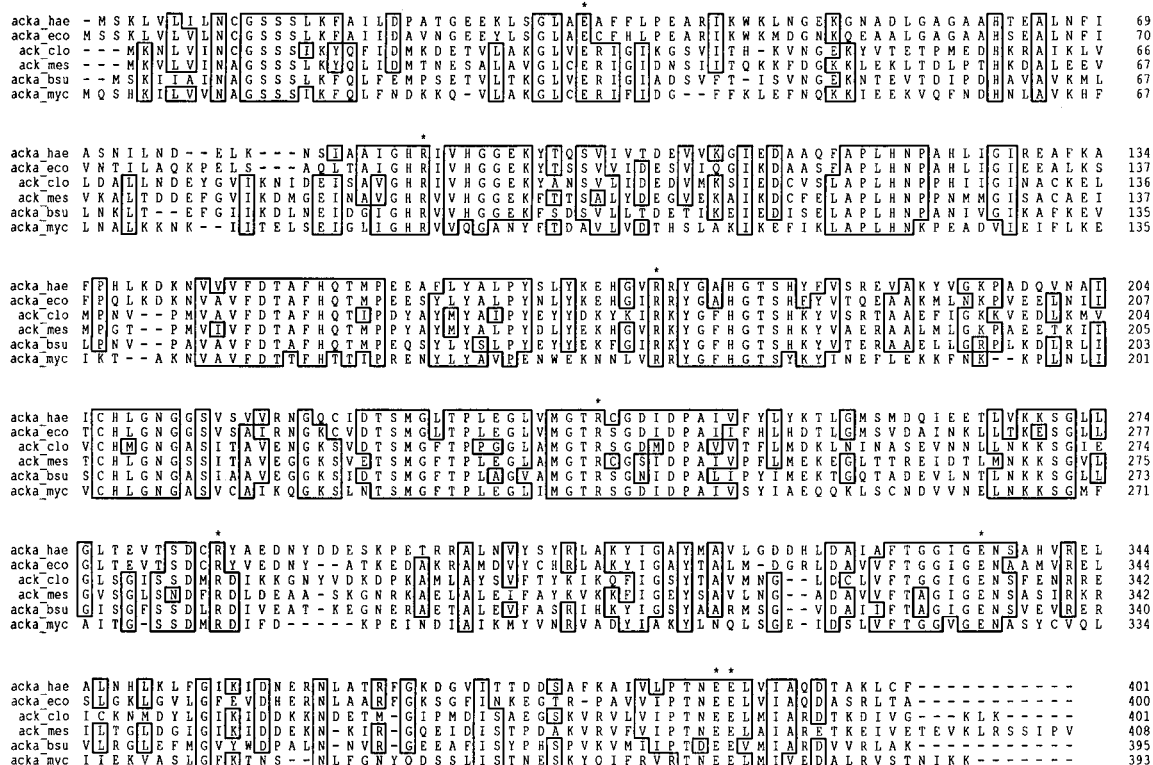 acka_hae - M S K L V L I L N C G S S S L K F A I L D P A T G E E K L S G L A E A F F L P E A R I K W K L N G E K G N A D L G A G A A H T E A L N F I 69
acka_eco M S S K L V L V L N C G S S S L K F A I I D A V N G E E Y L S G L A E C F H L P E A R I K W K M D G N K Q E A A L G A G A A H S E A L N F I 70
ack_clo - - - M K N L V I N C G S S S I K Y Q F I D M K D E T V L A K G L V E R I G I K G S V I T H - K V N G E K Y V T E T P M E D H K R A I K L V 66
ack_mes - - - M K V L V I N A G S S S L K Y Q L I D M T N E S A L A V G L C E R I G I D N S I I T Q K K F D G K K L E K L T D L P T H K D A L E E V 67
acka_bsu - - M S K I I A I N A G S S S L K F Q L F E M P S E T V L T K G L V E R I G I A D S V F T - I S V N G E K N T E V T D I P D H A V A V K M L 67
acka_myc M Q S H K I L V V N A G S S S T K F Q L F N D K K Q - V L A K G L C E R I F I D G - - F F K L E F N Q K K I E E K V Q F N D H N L A V K H F 67
* *
acka_hae A S N I L N D - - E L K - - - N S I A A I G H R I V H G G E K Y T Q S V I V T D E V V K G I E D A A Q F A P L H N P A H L I G I R E A F K A 134
acka_eco V N T I L A Q K P E L S - - - A Q L T A I G H R I V H G G E K Y T S S V V I D E S V I Q G I K D A A S F A P L H N P A H L I G I E E A L K S 137
ack_clo L D A L L N D E Y G V I K N I D E I S A V G H R I V H G G E K Y A N S V L I D E D V M K S I E D C V S L A P L H N P P H I I G I N A C K E L 136
ack_mes V K A L T D D E F G V I K D M G E I N A V G H R V V H G G E K F T T S A L Y D E G V E K A I K D C F E L A P L H N P P N M M G I S A C A E I 137
acka_bsu L N K L T - - E F G I I K D L N E I D G I G H R V V H G G E K F S D S V L L T D E T I K E I E D I S E L A P L H N P A N I V G I K A F K E V 135
acka_myc L N A L K K N K - I I T E L S E I G L I G H R V V Q G A N Y F T D A V L V D T H S L A K I K E F I K L A P L H N K P E A D V I E I F L K E 135
*
acka_hae F P H L K D K N V V V F D T A F H Q T M P E E A F L Y A L P Y S L Y K E H G V R R Y G A H G T S H Y F V S R E V A K Y V G K P A D Q V N A I 204
acka_eco F P Q L K D K N V A V F D T A F H Q T M P E E S Y L Y A L P Y N L Y K E H G I R R Y G A H G T S H F Y V T Q E A A K M L N K P V E E L N I I 207
ack_clo M P N V - - P M V A V F D T A F H Q T I P D Y A Y M Y A I P Y E Y Y D K Y K I R R Y G F H G T S H K Y V S R T A A E F I G K K V E D L K M V 204
ack_mes M P G T - - P M V I V F D T A F H Q T M P P Y A Y M Y A L P Y D L Y E K H G V R K Y G F H G T S H K Y V A E R A A L M L G K P A E E T K I I 205
acka_bsu L P N V - - P A V A V F D T A F H Q T M P E Q S Y L Y S L P Y E Y Y E K F G I R K Y G F H G T S H K Y V T E R A A E L L G R P L K D L R L I 203
acka_myc I K T - - A K N V A V F D T T F H T T I P R E N Y L Y A V P E N W E K N N L V R R Y G F H G T S Y K Y I N E F L E K K F N K - - K P L N L I 201
*
acka_hae I C H L G N G G S V S V V R N G Q C I D T S M G L T P L E G L V M G T R C G D I D P A I V F Y L Y K T L G M S M D Q I E E T L V K K S G L L 274
acka_eco T C H L G N G G S V S A I R N G K C V D T S M G L T P L E G L V M G T R S G D I D P A I I F H L H D T L G M S V D A I N K L L T K E S G L L 277
ack_clo V C H M G N G A S I T A V E N G K S V D T S M G F T P L G G L A M G T R S G D M D P A V V T F L M D K L N I N A S E V N N L L N K K S G I E 274
ack_mes T C H L G N G S S I T A V E G G K S V E T S M G F T P L E G L A M G T R C G S I D P A I V P F L M E K E G L T T R E I D T L M N K K S G V L 275
acka_bsu S C H L G N G A S I A A V E G G K S I D T S M G F T P L A G V A M G T R S G N I D P A L I P Y I M E K T G Q T A D E V L N T L N K K S G L L 273
acka_myc V C H L G N G A S V C A I K Q G K S L N T S M G F T P L E G L I M G T R S G D I D P A I V S Y I A E Q Q K L S C N D V V N E L N K K S G M F 271
* *
acka_hae G L T E V T S D C R Y A E D N Y D D E S K P E T R R A L N V Y S Y R L A K Y I G A Y M A V L G D D H L D A I A F T G G I G E N S A H V R E L 344
acka_eco G L T E V T S D C R Y V E D N Y A T K E D A K R A M D V Y C H R L A K Y I G A Y T A L M - D G R L D A V V F T G G I G E N A A M V R E L 344
ack_clo G L S G I S S D M R D I K K G N Y V D K D P K A M L A Y S V F T Y K I K Q F I G S Y T A V M N G - - L D C L V F T G G I G E N S F E N R R E 342
ack_mes G V S G L S N D F R D L D E A A S K G N R K A E L A L E I F A Y K V K K F I G E Y S A V L N G - - A D A V V F T A G I G E N S A S I R K R 342
acka_bsu G I S G F S S D L R D I V E A T K E G N E R A E T A L E V F A S R I H K Y I G S Y A A R M S G - - V D A I I F T A G I G E N S V E V R E R 340
acka_myc A I T G - S S D M R D I F D - - - - K P E I N D I A I K M Y V N R V A D Y I A K Y L N Q L S G E - I D S L V F T G G V G E N A S Y C V Q L 334
* *
acka_hae A L N H L K L F G I K I D N E R N L A T R F G K D G V I T T D D S A F K A I V L P T N E E L V I A Q D T A K L C F - - - - - - - - - - - 401
acka_eco S L G K L G V L G F E V D H E R N L A A R F G K S G F I N K E G T R - P A V V I P T N E E L V I A Q D A S R L T A - - - - - - - - - - - 400
ack_clo I C K N M D Y L G I K I D D K K N D E T M - G I P M D I S A E G S K V R V L V I P T N E E L M I A R D T K D I V G - - - K L K - - - - - 401
ack_mes I L T G L D G I G I K I D D E K N - K I R - G Q E I D I S T P D A K V R V F V I P T N E E L A I A R E T K E I V E T E V K L R S S I P V 408
acka_bsu V L R G L E F M G V Y W D P A L N - N V R - G E E A F I S Y P H S P V K V M I I P T D E E V M I A R D V V R L A K - - - - - - - - - - - 395
acka_myc I I E K V A S L G F K T N S - - N L F G N Y Q D S S L I S T N E S K Y Q I F R V R T N E E L M I V E D A L R V S T N I K K - - - - - - - 393